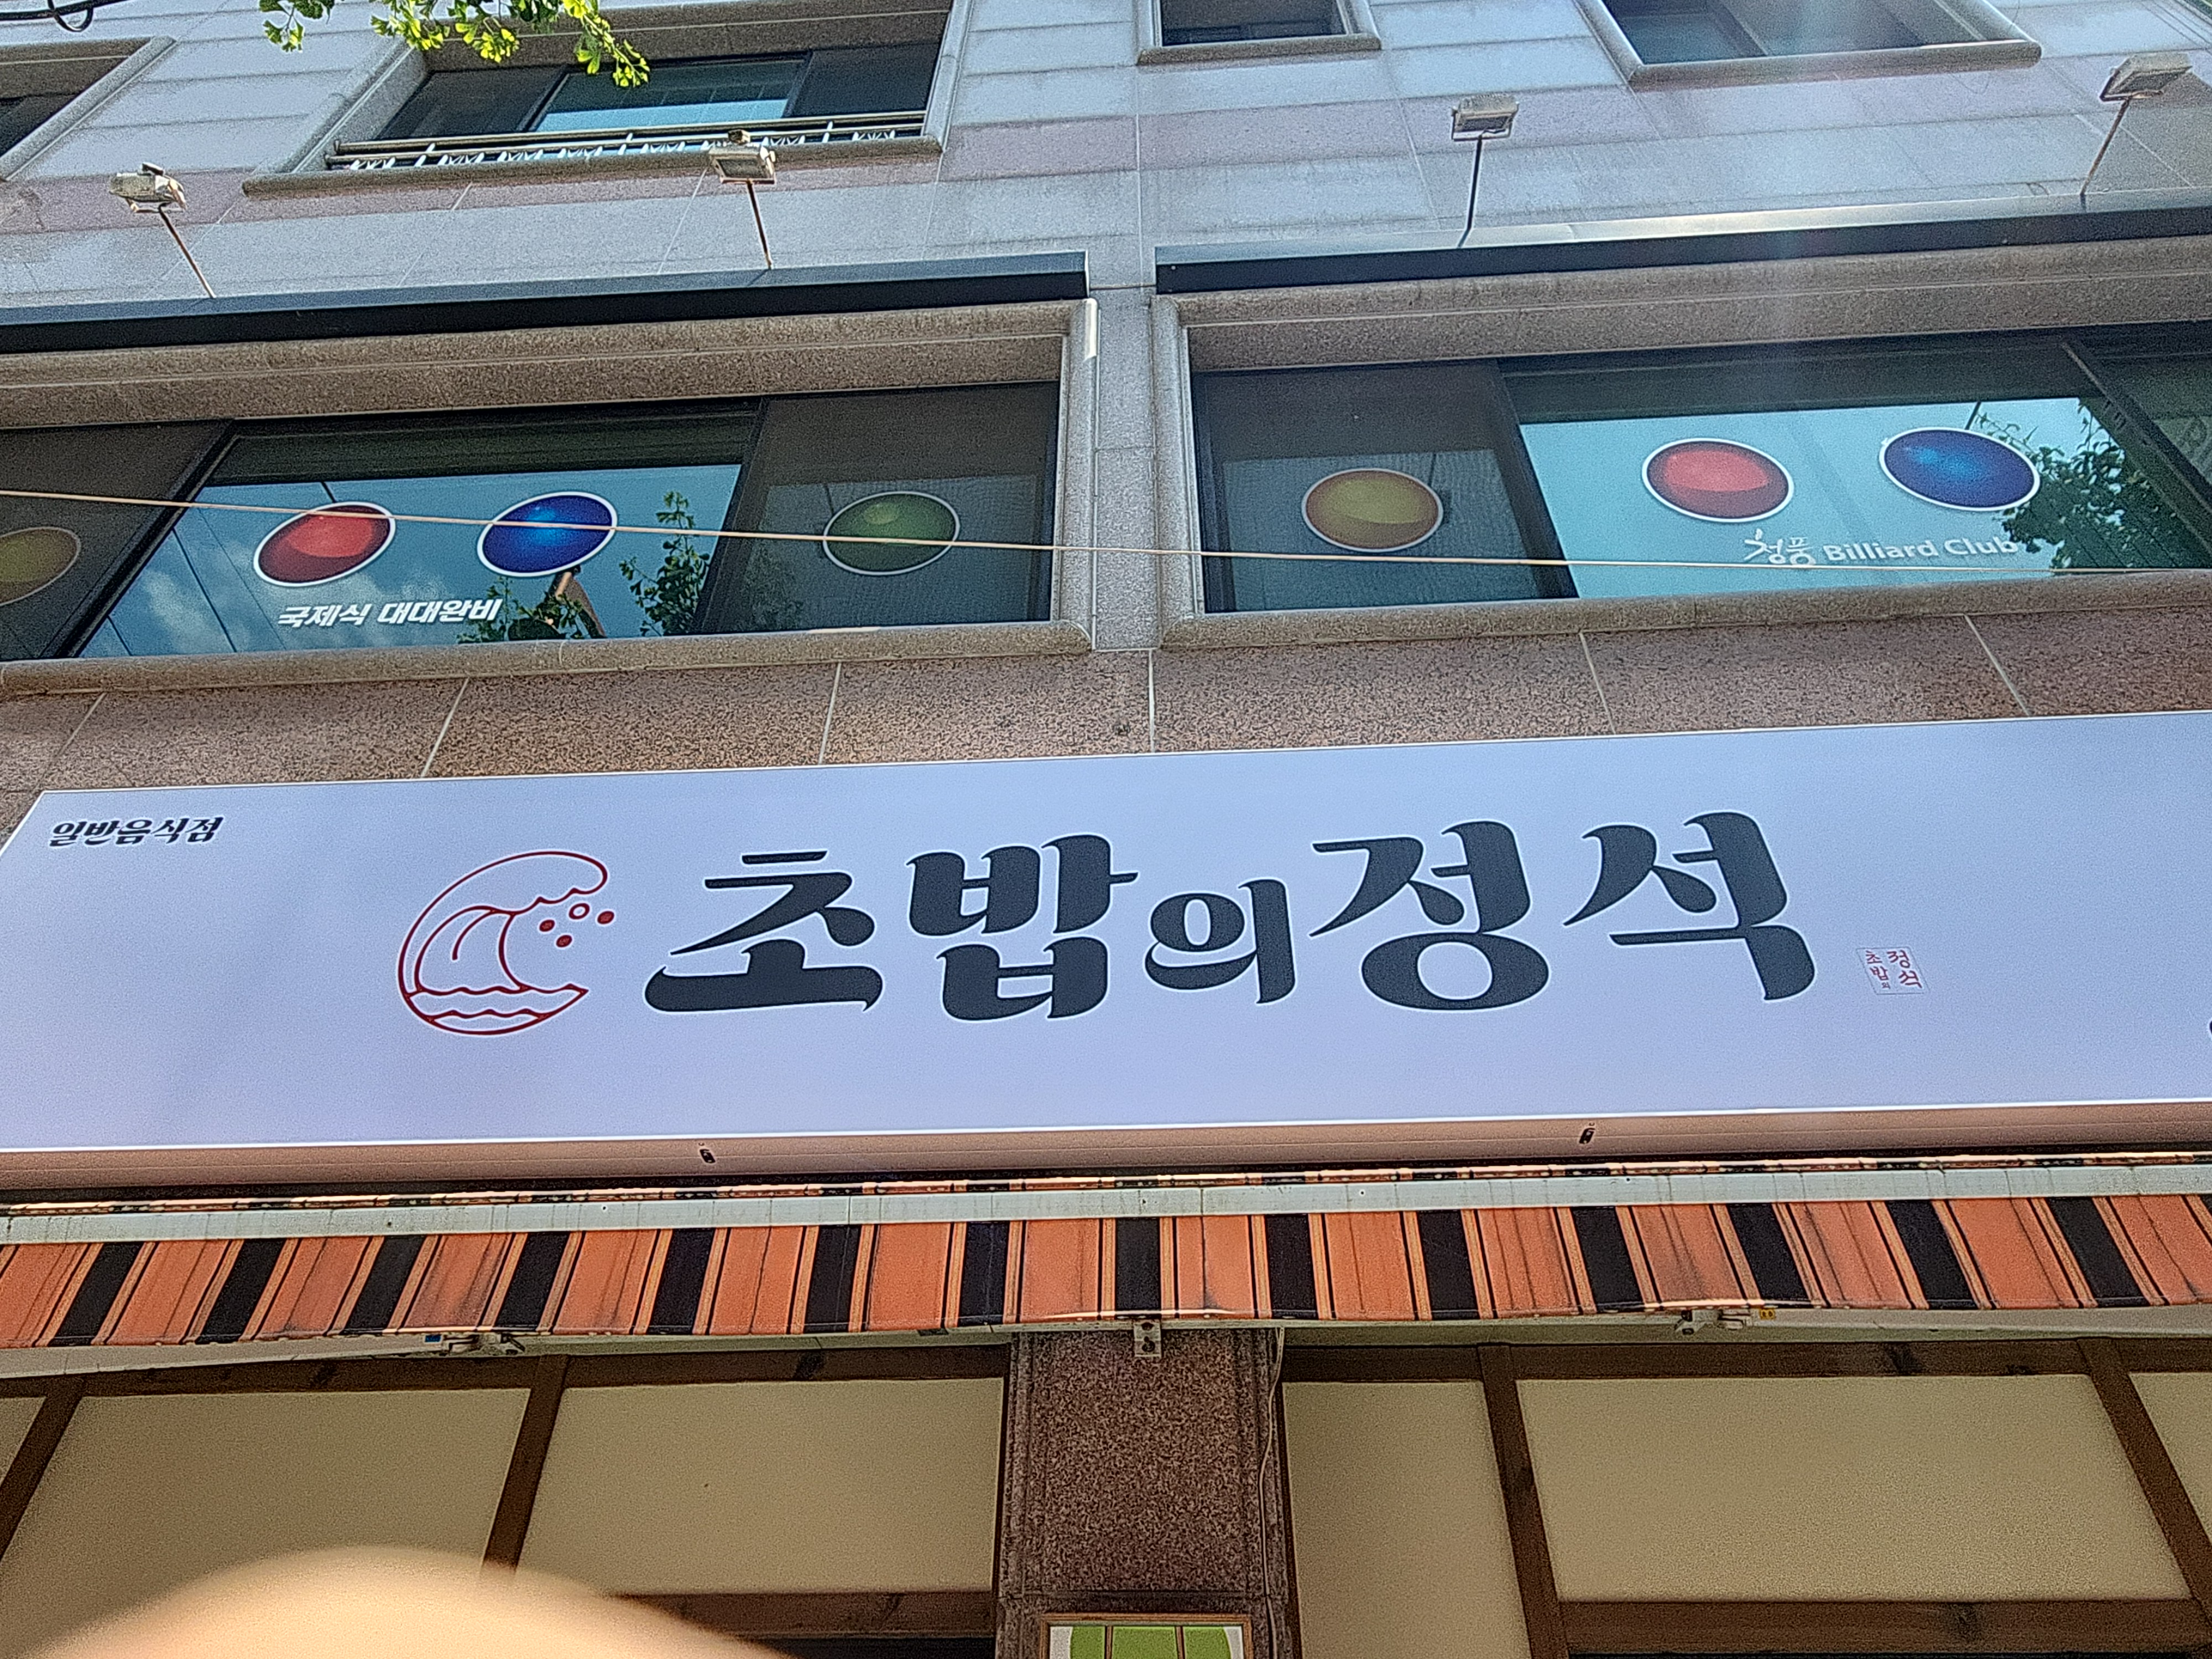 국제식 대대완비
청풍 Billiard Club
일반음식점
초밥의정석
정석
초밥의